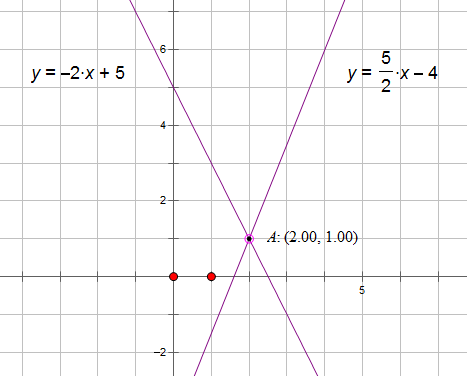 6
y = –2·x + 5
y = 5/2·x – 4
4
2
A: (2.00, 1.00)
5
–2